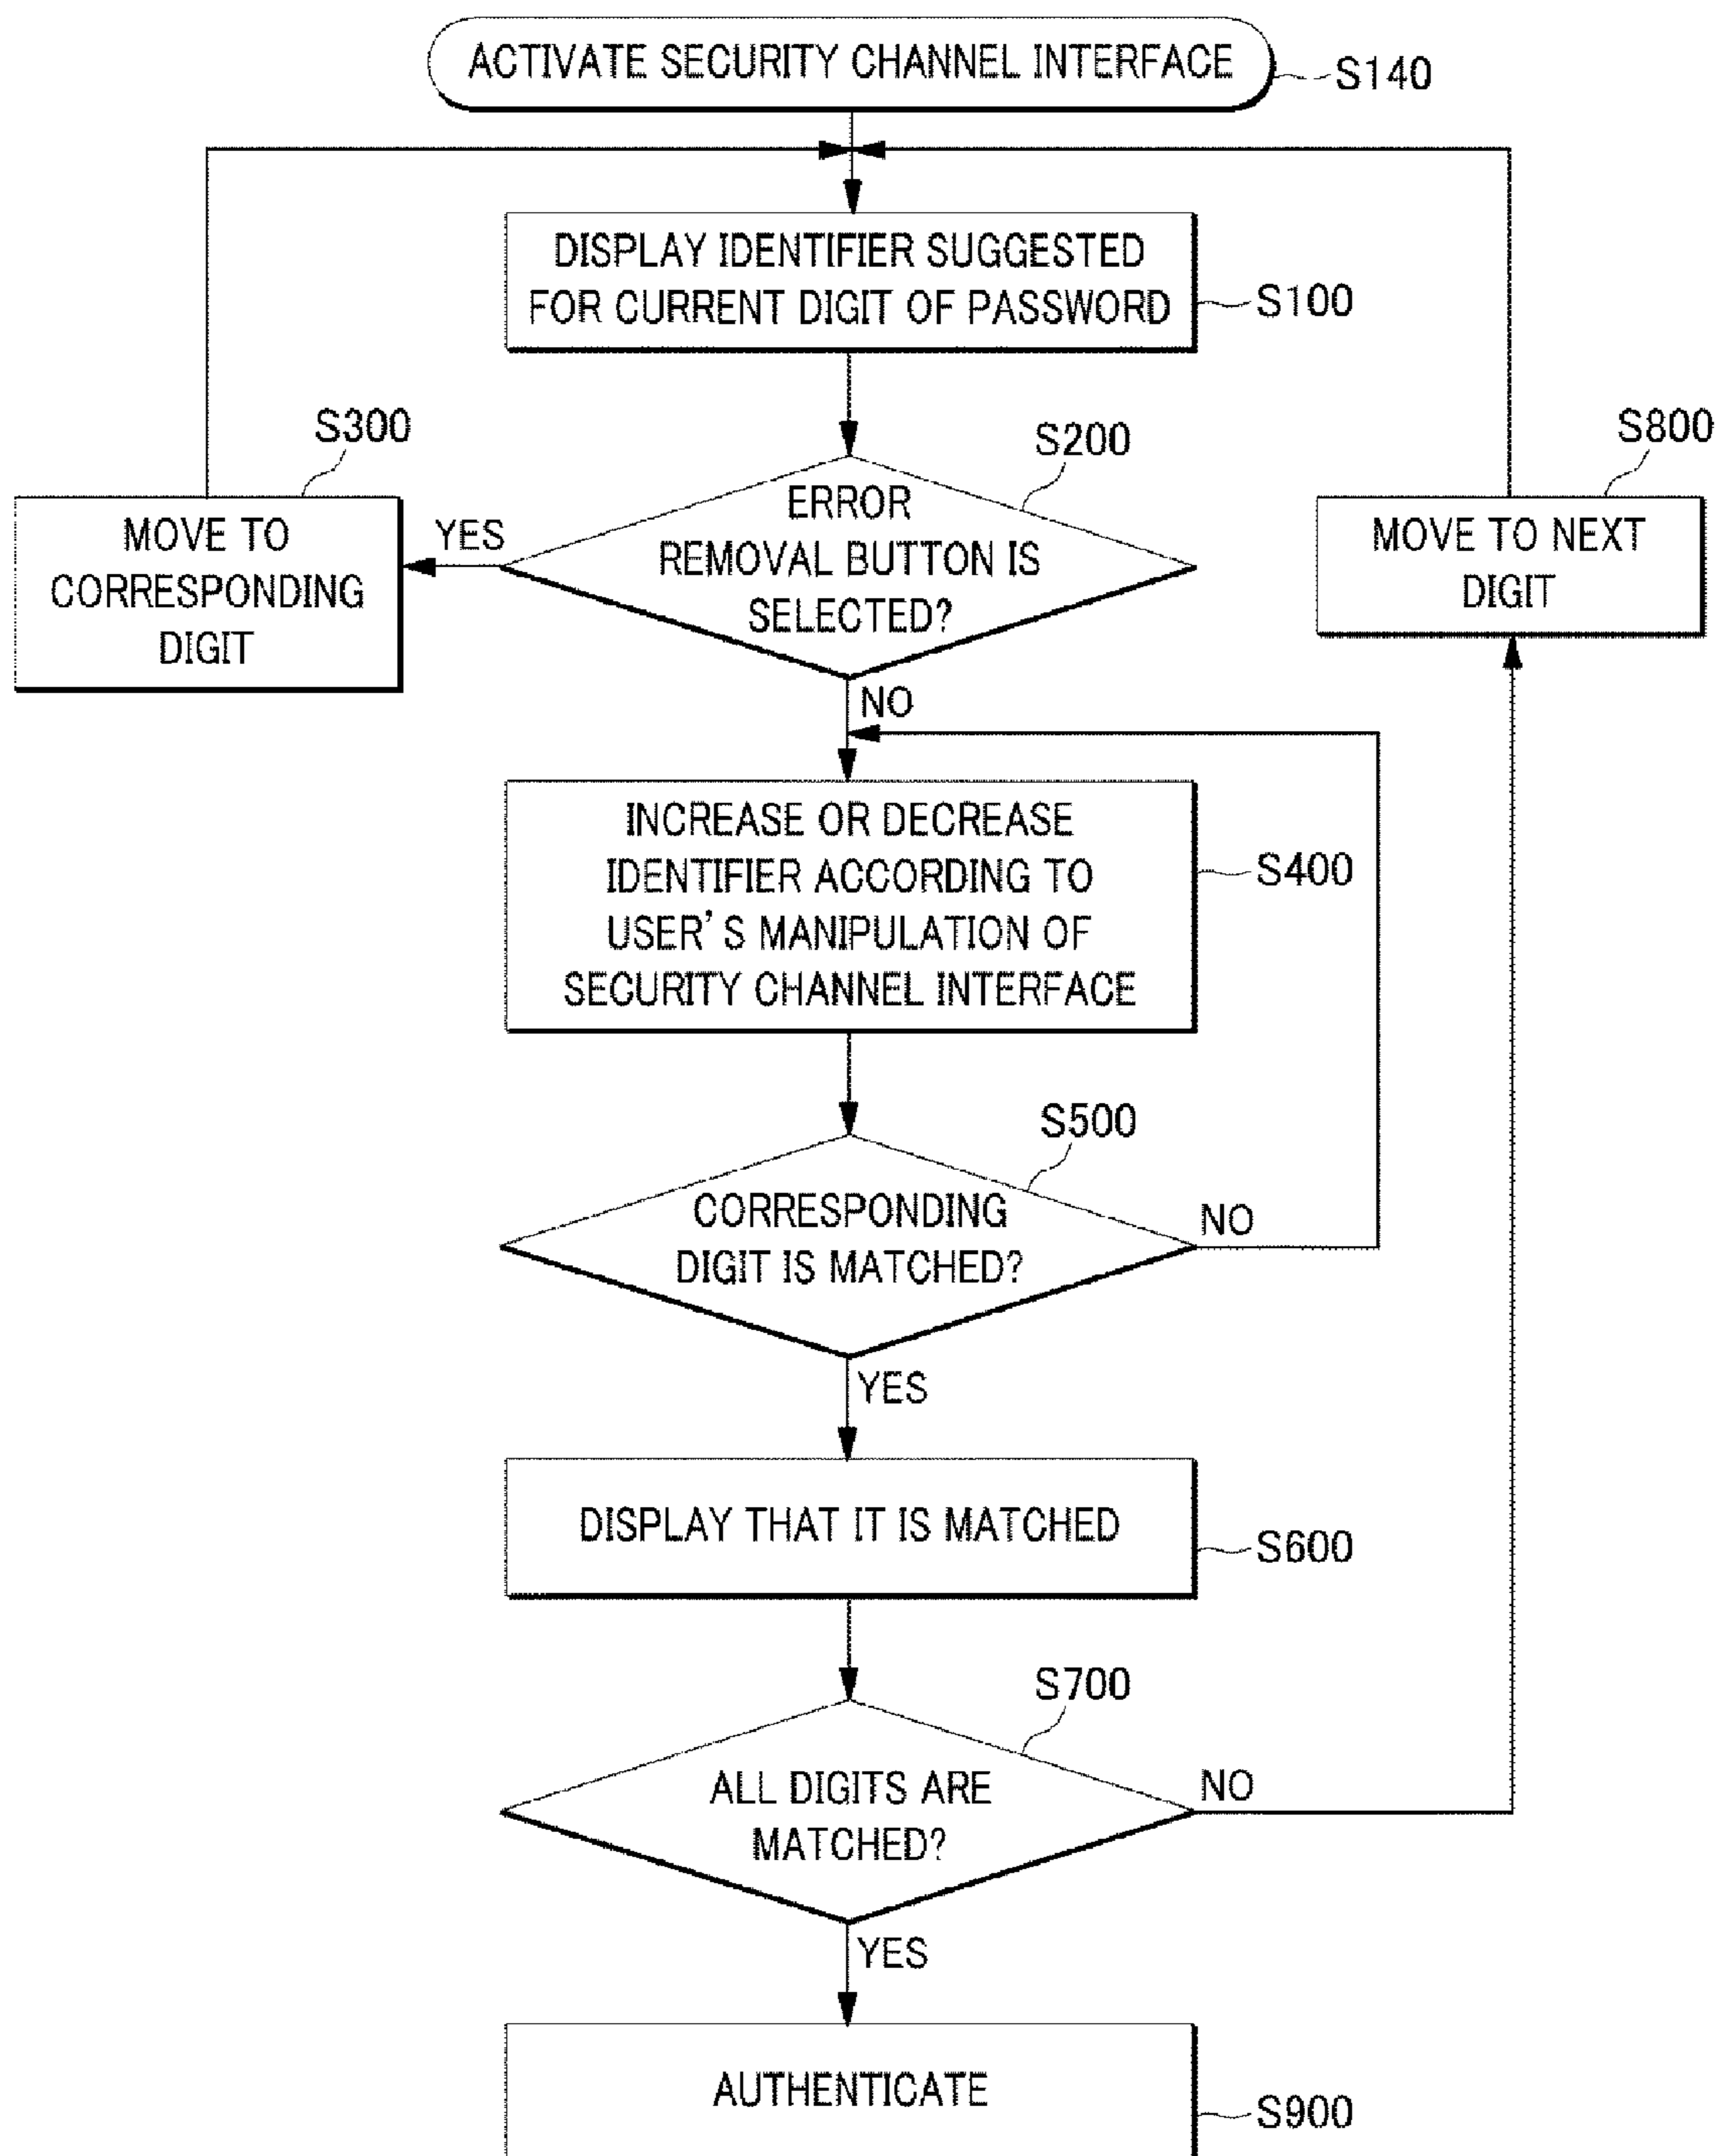 ACTIVATE SECURITY CHANNEL INTERFACE
S140
DISPLAY IDENTIFIER SUGGESTED
FOR CURRENT DIGIT OF PASSWORD
S100
S300
S200
S800
MOVE TO
CORRESPONDING
DIGIT
YES
ERROR
REMOVAL BUTTON IS
SELECTED?
MOVE TO NEXT
DIGIT
NO
INCREASE OR DECREASE
IDENTIFIER ACCORDING TO
USER'S MANIPULATION OF
SECURITY CHANNEL INTERFACE
S400
S500
CORRESPONDING
DIGIT IS MATCHED?
NO
YES
DISPLAY THAT IT IS MATCHED
S600
S700
ALL DIGITS ARE
MATCHED?
NO
YES
AUTHENTICATE
S900